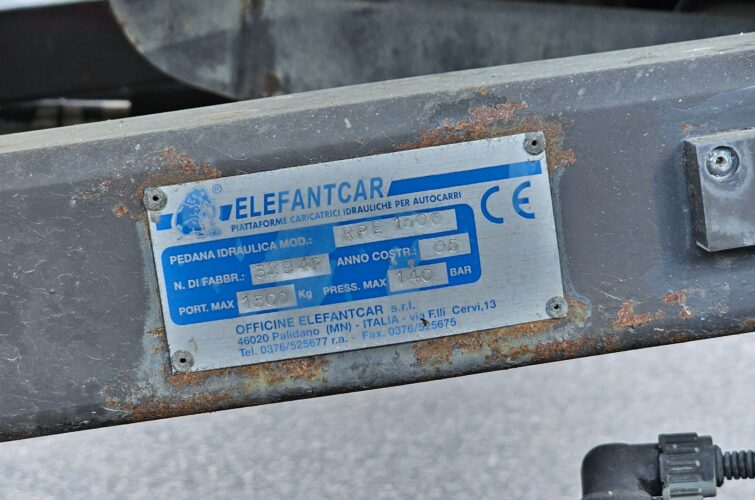 ELEFANTCAR ®
PIATTAFORME CARICATRICI IDRAULICHE PER AUTOCARRI
CE
PEDANA IDRAULICA MOD.: RPE 1500
N. DI FABBR.: 32948 ANNO COSTR.: 05
PORT. MAX 1500 Kg PRESS. MAX 140 BAR
OFFICINE ELEFANTCAR s.r.l.
46020 Palidano (MN) - ITALIA - via F.lli Cervi,13
Tel. 0376/525677 r.a. - Fax. 0376/525675